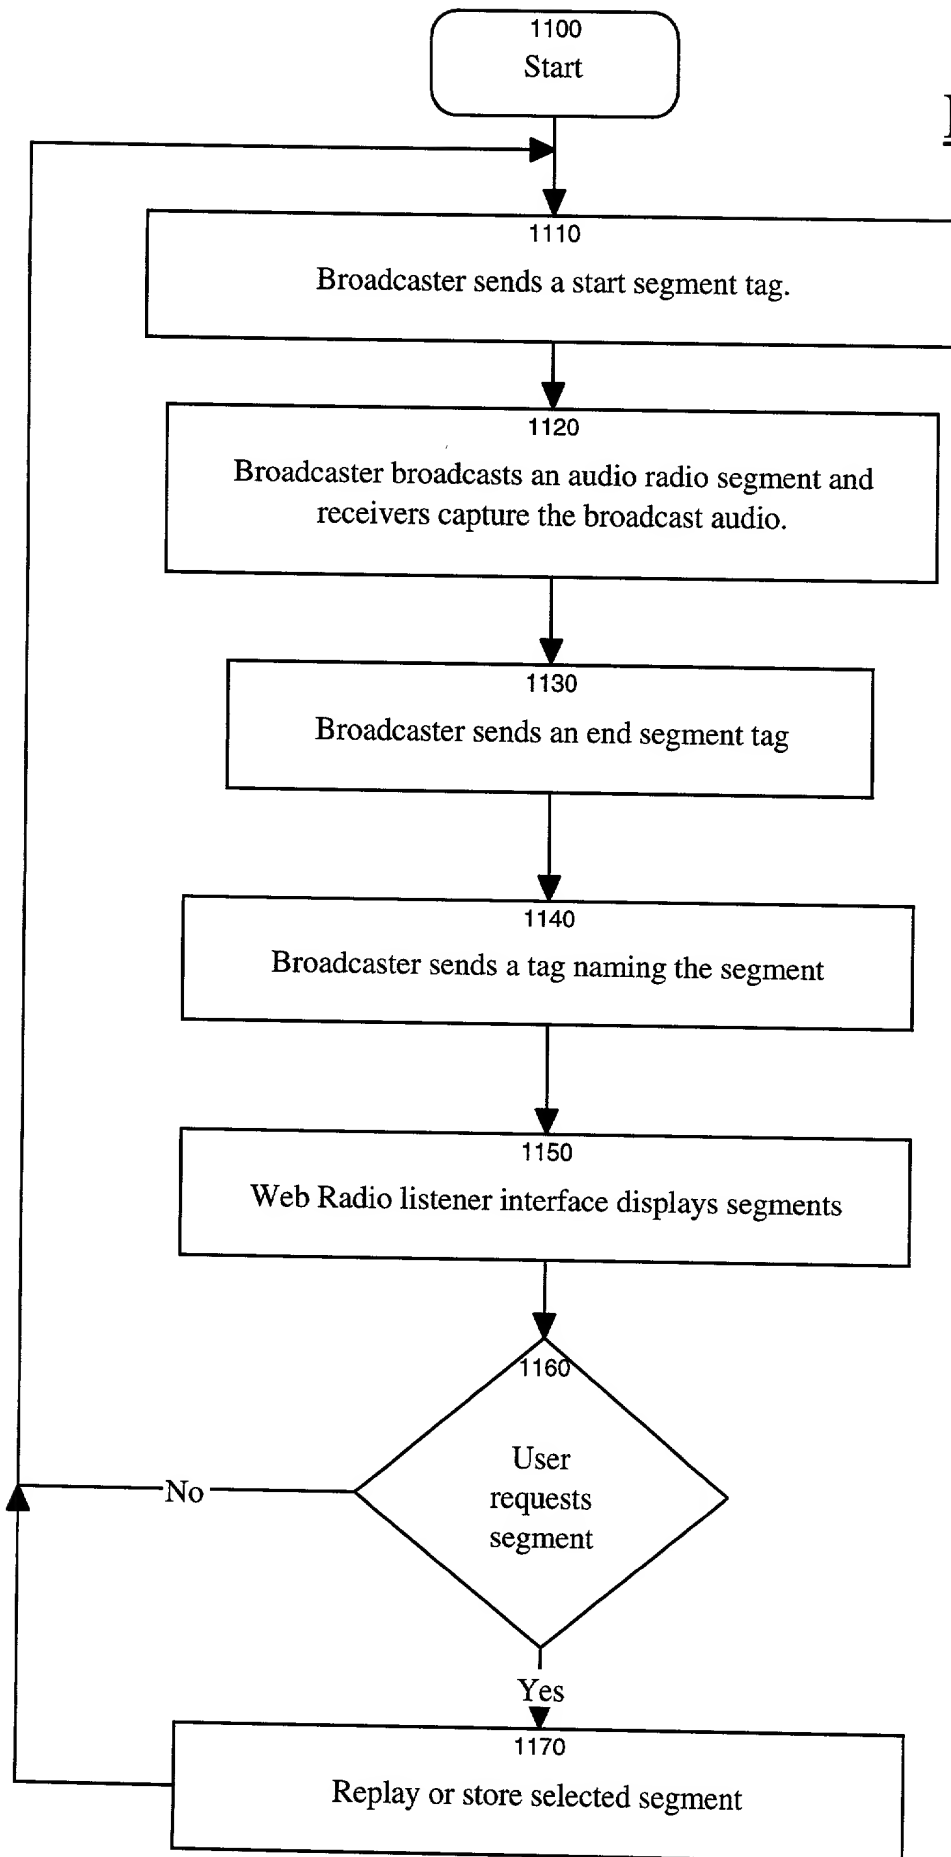 1100
Start
1110
Broadcaster sends a start segment tag.
1120
Broadcaster broadcasts an audio radio segment and
receivers capture the broadcast audio.
1130
Broadcaster sends an end segment tag
1140
Broadcaster sends a tag naming the segment
1150
Web Radio listener interface displays segments
1160
User
requests
segment
No
Yes
1170
Replay or store selected segment